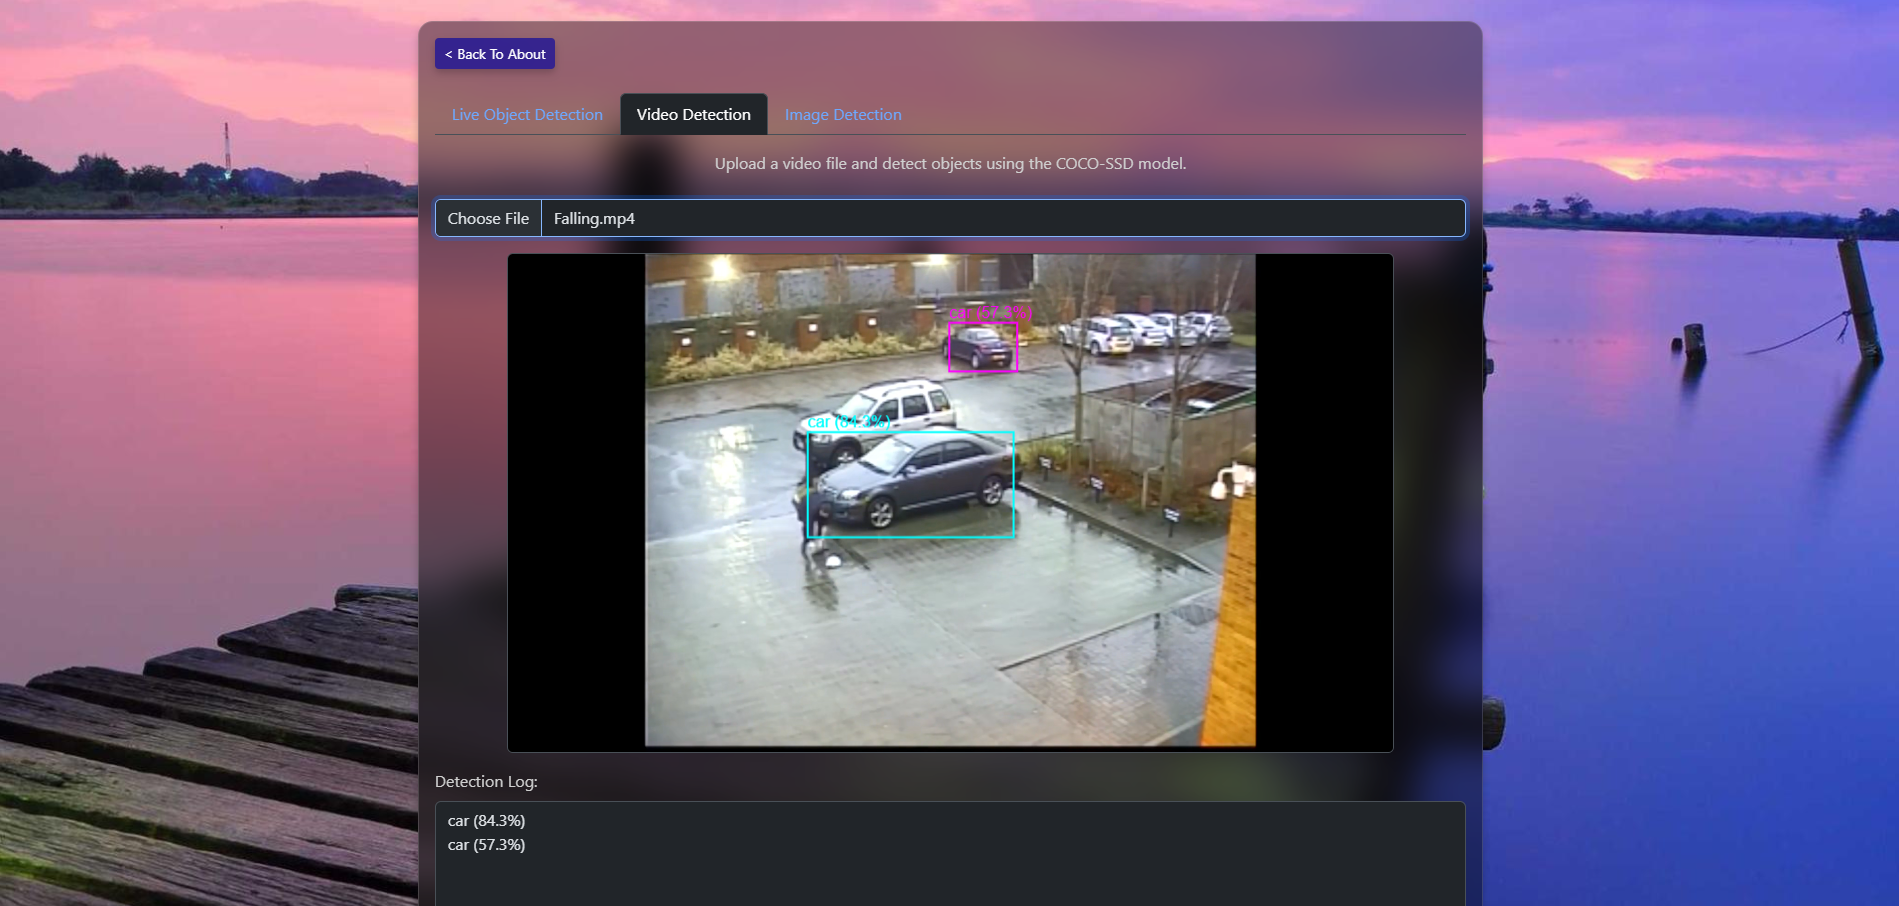 < Back To About
Live Object Detection
Video Detection
Image Detection
Upload a video file and detect objects using the COCO-SSD model.
Choose File
Falling.mp4
car (57.3%)
car (84.3%)
Detection Log:
car (84.3%)
car (57.3%)